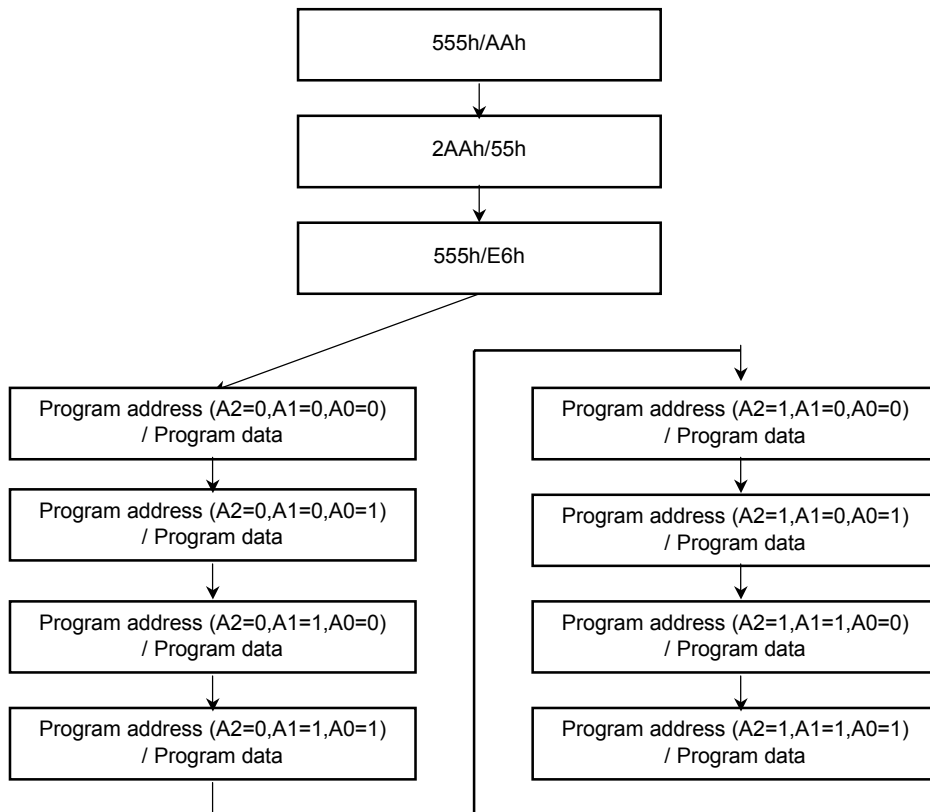 555h/AAh
2AAh/55h
555h/E6h
Program address (A2=0,A1=0,A0=0)
/ Program data
Program address (A2=0,A1=0,A0=1)
/ Program data
Program address (A2=0,A1=1,A0=0)
/ Program data
Program address (A2=0,A1=1,A0=1)
/ Program data
Program address (A2=1,A1=0,A0=0)
/ Program data
Program address (A2=1,A1=0,A0=1)
/ Program data
Program address (A2=1,A1=1,A0=0)
/ Program data
Program address (A2=1,A1=1,A0=1)
/ Program data